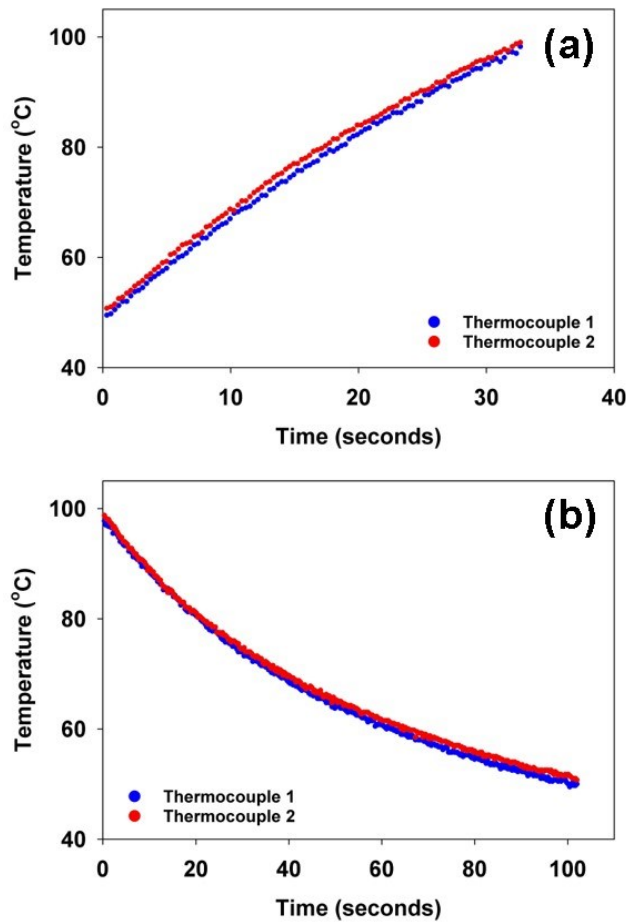 (a)
100
80
60
40
Temperature (°C)
Thermocouple 1
Thermocouple 2
0 10 20 30 40
Time (seconds)
(b)
100
80
60
40
Temperature (°C)
Thermocouple 1
Thermocouple 2
0 20 40 60 80 100
Time (seconds)